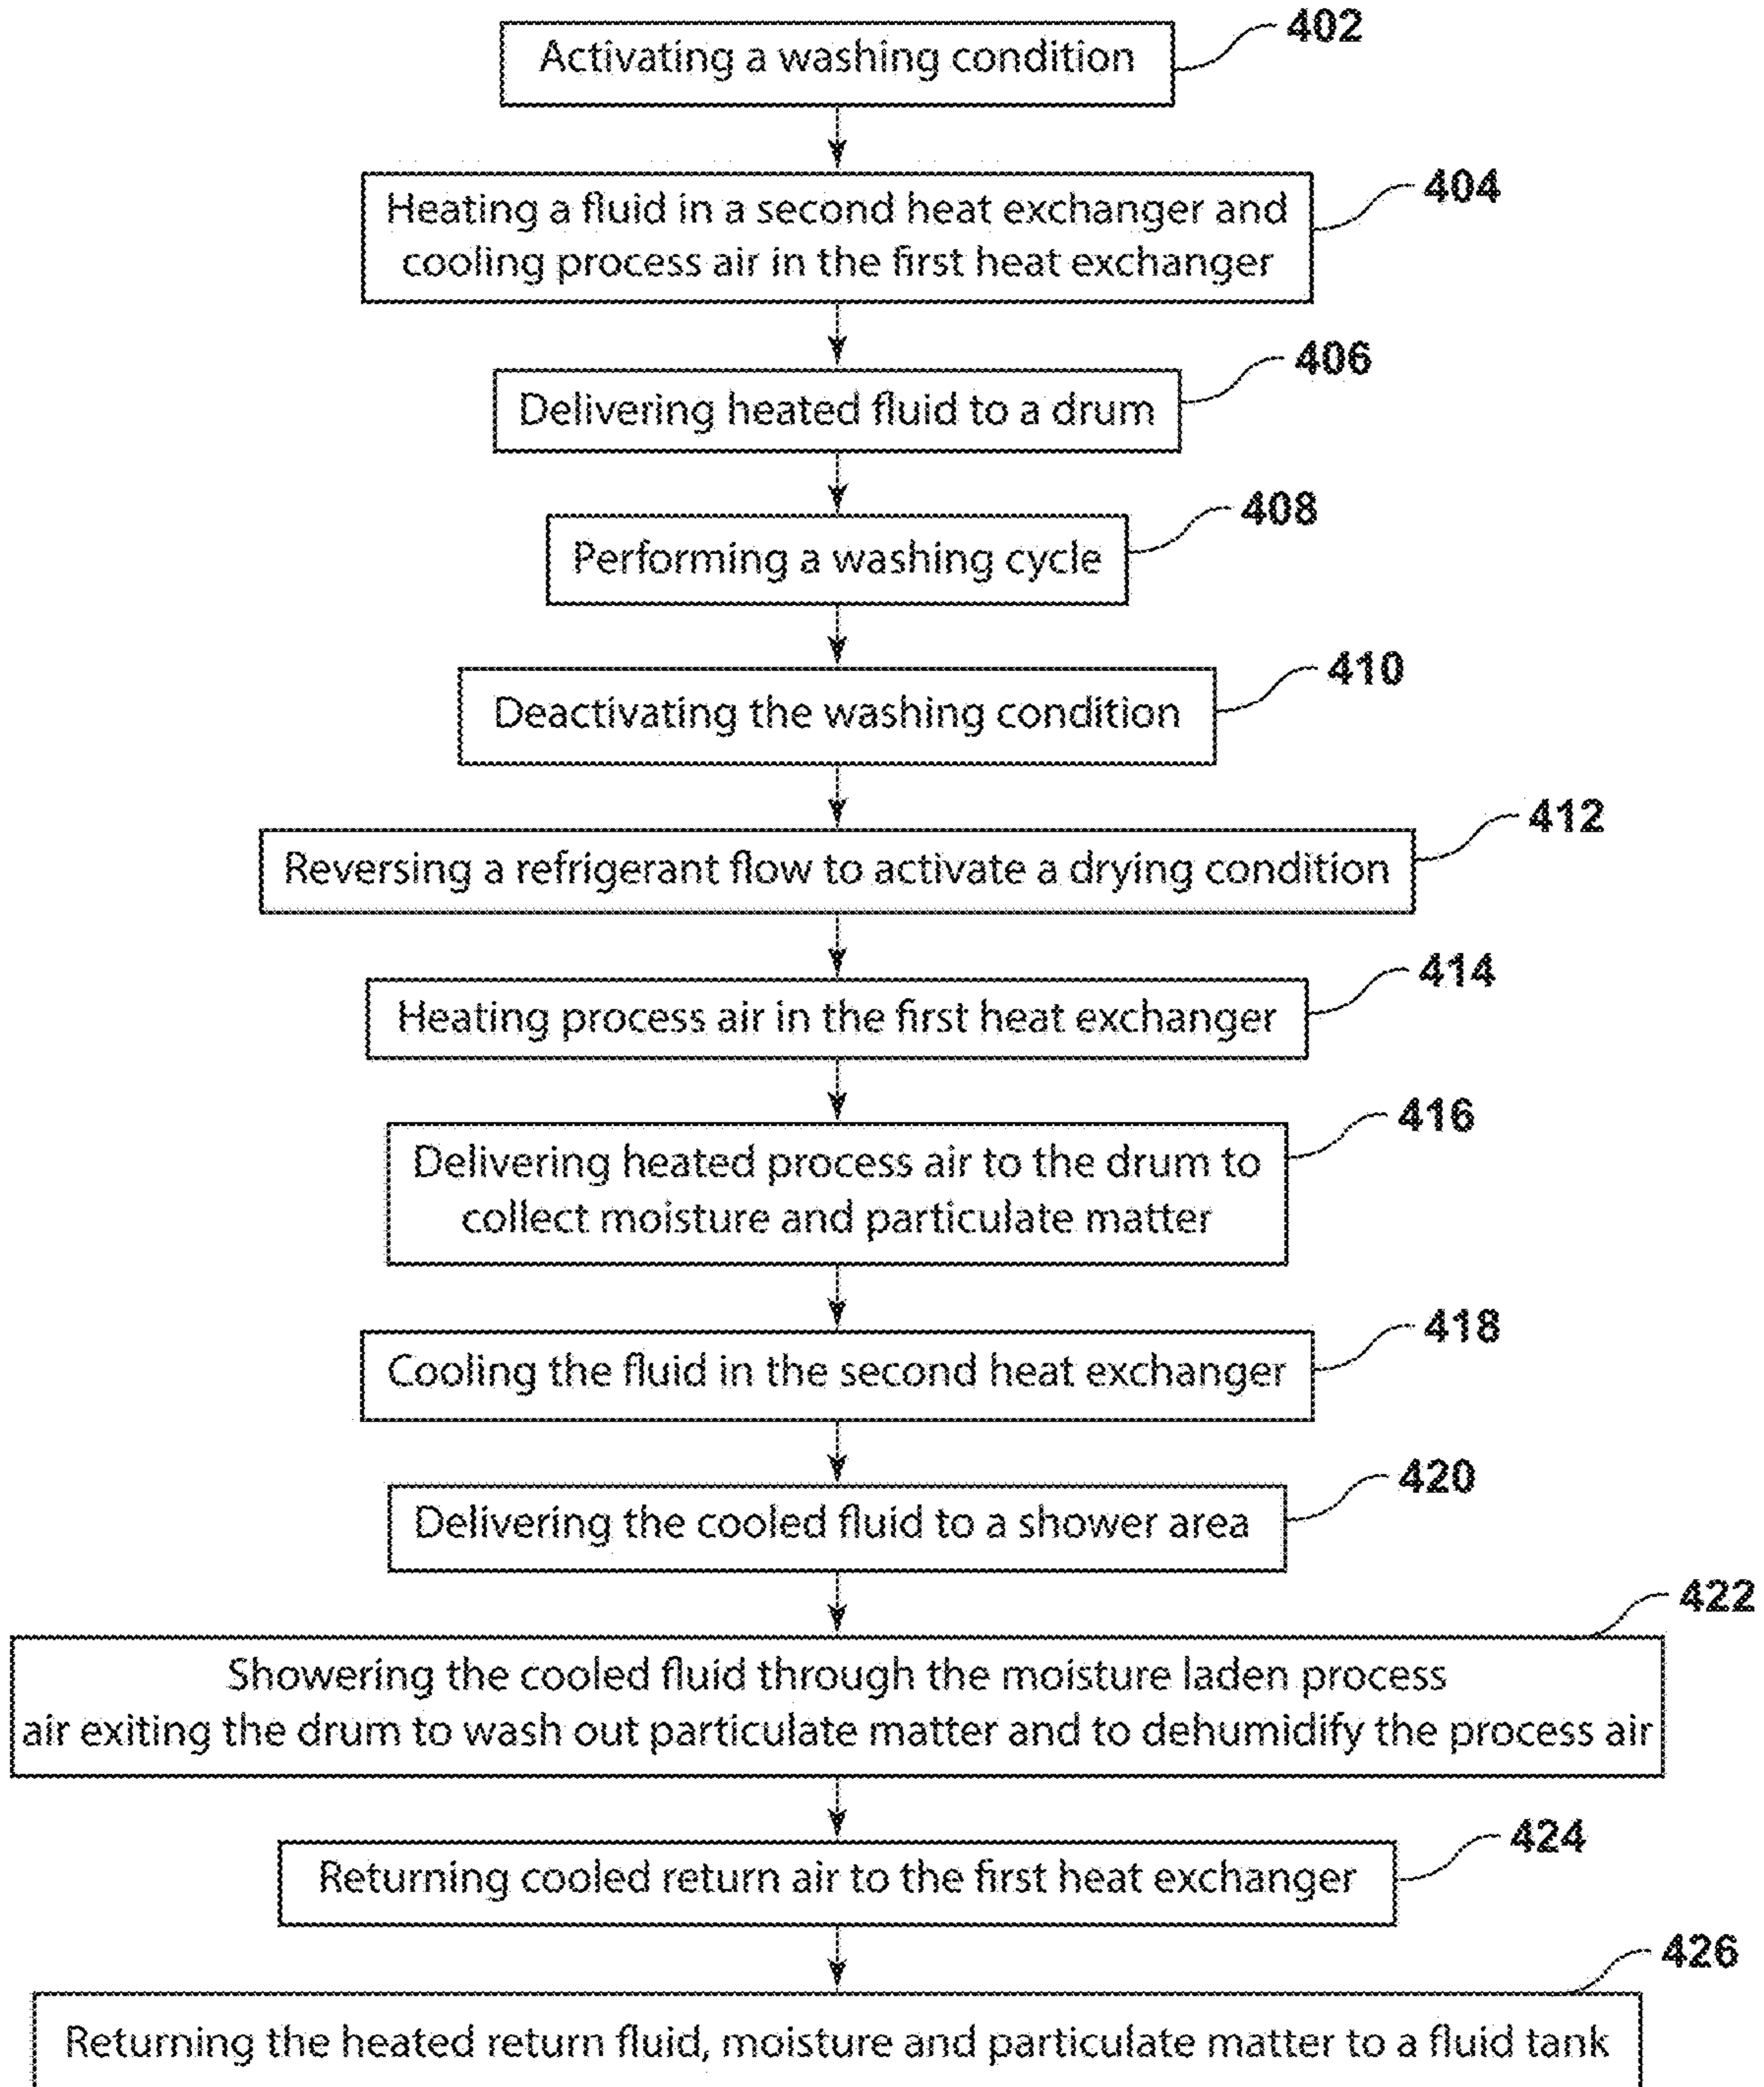 402
Activating a washing condition
404
Heating a fluid in a second heat exchanger and
cooling process air in the first heat exchanger
406
Delivering heated fluid to a drum
408
Performing a washing cycle
410
Deactivating the washing condition
412
Reversing a refrigerant flow to activate a drying condition
414
Heating process air in the first heat exchanger
416
Delivering heated process air to the drum to
collect moisture and particulate matter
418
Cooling the fluid in the second heat exchanger
420
Delivering the cooled fluid to a shower area
422
Showering the cooled fluid through the moisture laden process
air exiting the drum to wash out particulate matter and to dehumidify the process air
424
Returning cooled return air to the first heat exchanger
426
Returning the heated return fluid, moisture and particulate matter to a fluid tank